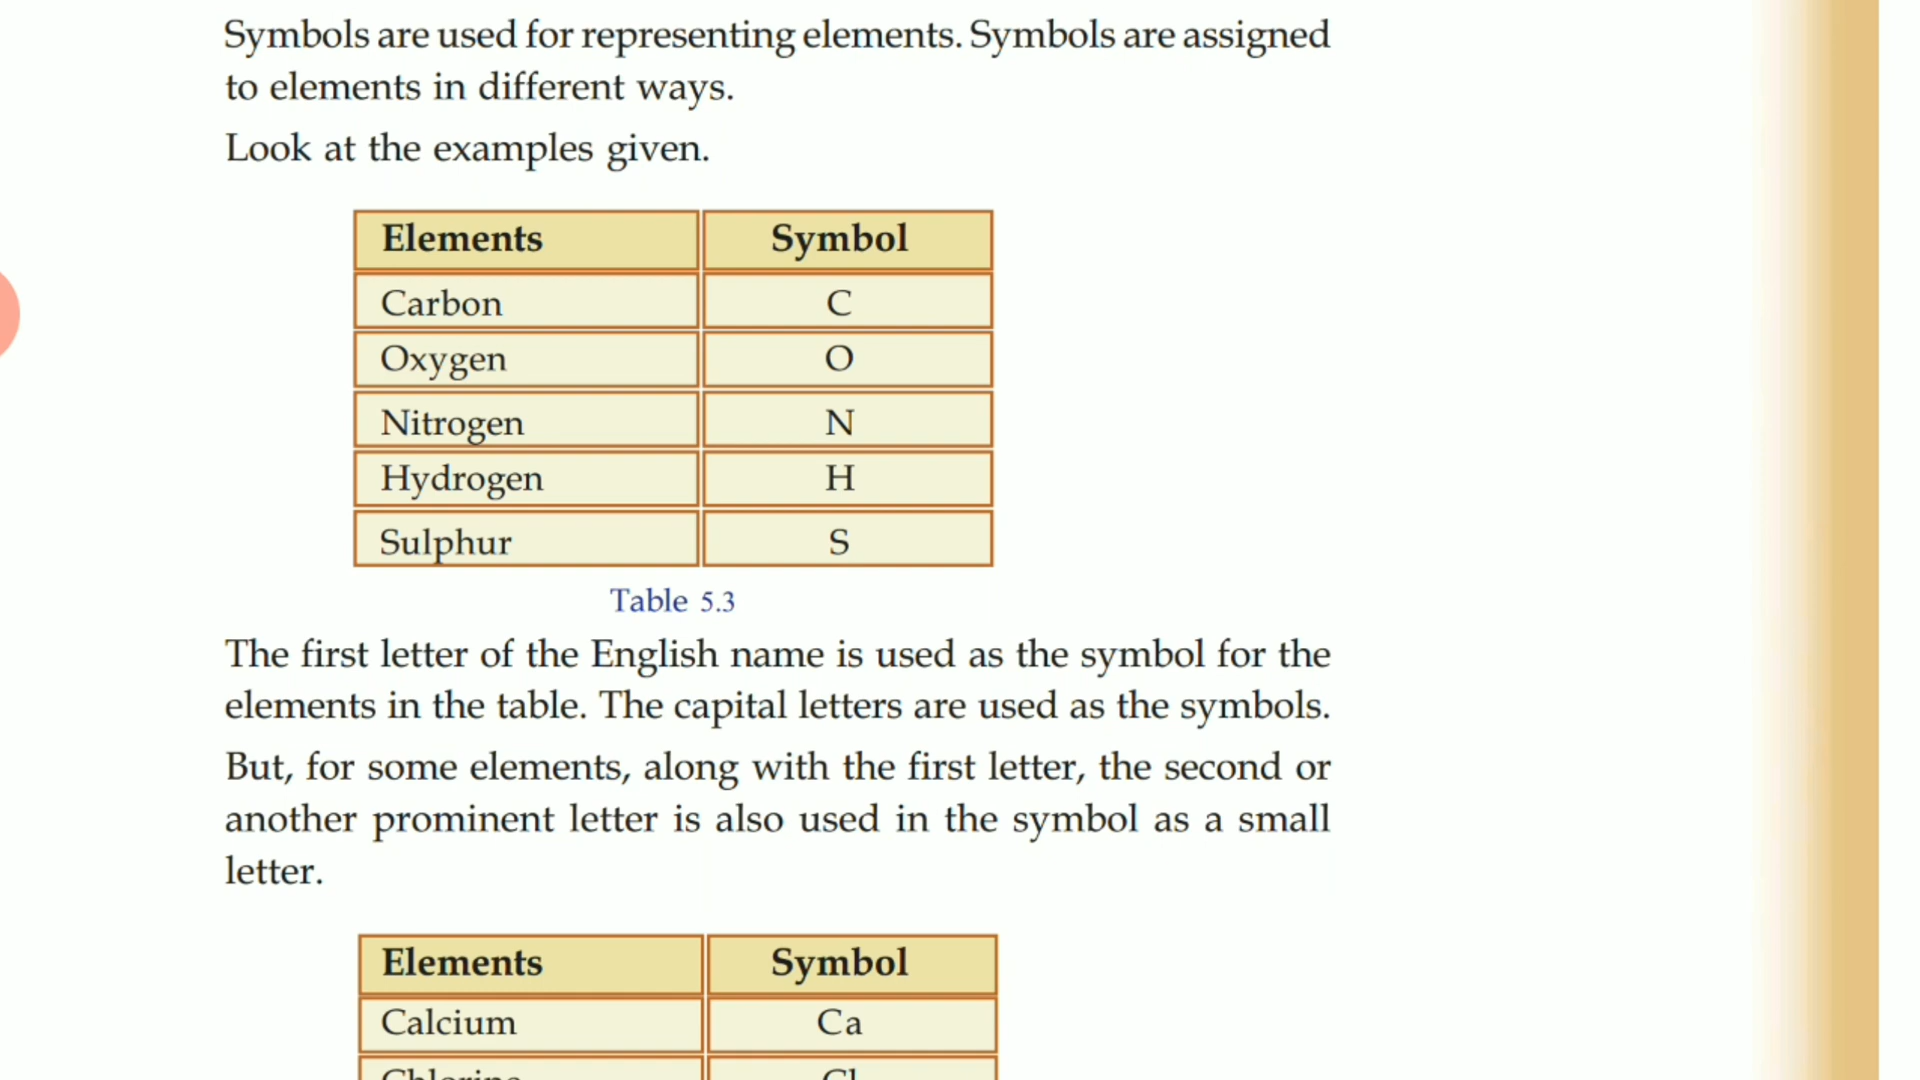 Symbols are used for representing elements. Symbols are assigned
to elements in different ways.
Look at the examples given.
Elements Symbol
Carbon C
Oxygen O
Nitrogen N
Hydrogen H
Sulphur S
Table 5.3
The first letter of the English name is used as the symbol for the
elements in the table. The capital letters are used as the symbols.
But, for some elements, along with the first letter, the second or
another prominent letter is also used in the symbol as a small
letter.
Elements Symbol
Calcium Ca
Chlorine Cl